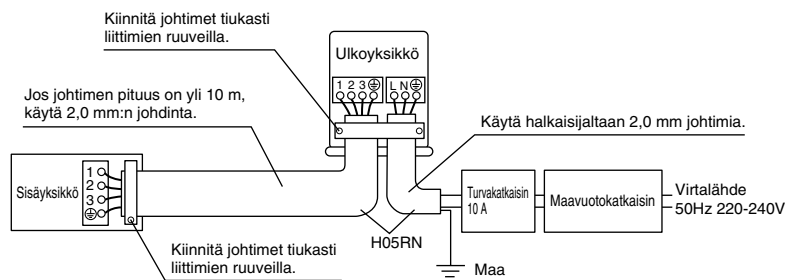 Kiinnitä johtimet tiukasti
liittimien ruuveilla.
Ulkoyksikkö
1 2 3
L N
Jos johtimen pituus on yli 10 m,
käytä 2,0 mm:n johdinta.
Käytä halkaisijaltaan 2,0 mm johtimia.
Sisäyksikkö
1
2
3
Turvakatkaisin
10 A
Maavuotokatkaisin
Virtalähde
50Hz 220-240V
H05RN
Kiinnitä johtimet tiukasti
liittimien ruuveilla.
Maa